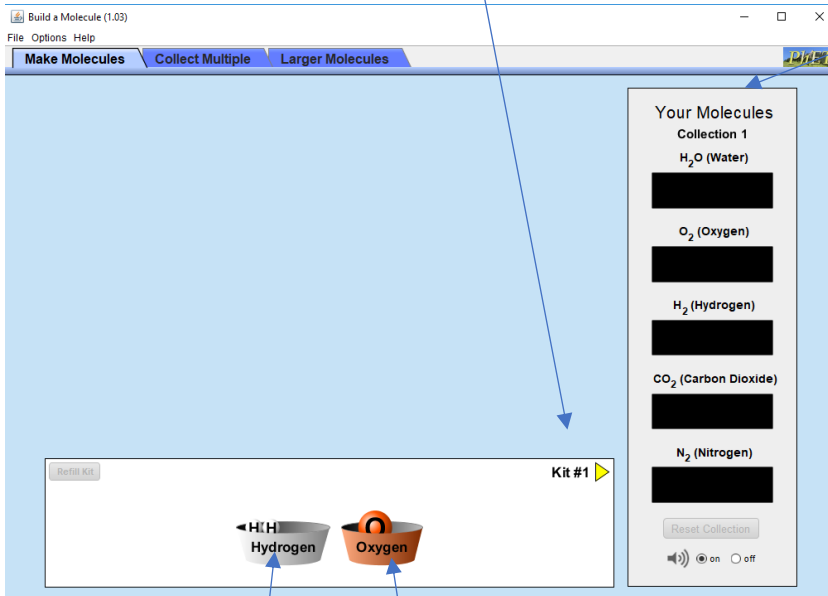 Build a Molecule (1.03)
File Options Help
Make Molecules Collect Multiple Larger Molecules
Your Molecules
Collection 1
H₂O (Water)
O₂ (Oxygen)
H₂ (Hydrogen)
CO₂ (Carbon Dioxide)
N₂ (Nitrogen)
Reset Collection
on off
Refill Kit
Kit #1
H H
O
Hydrogen
Oxygen